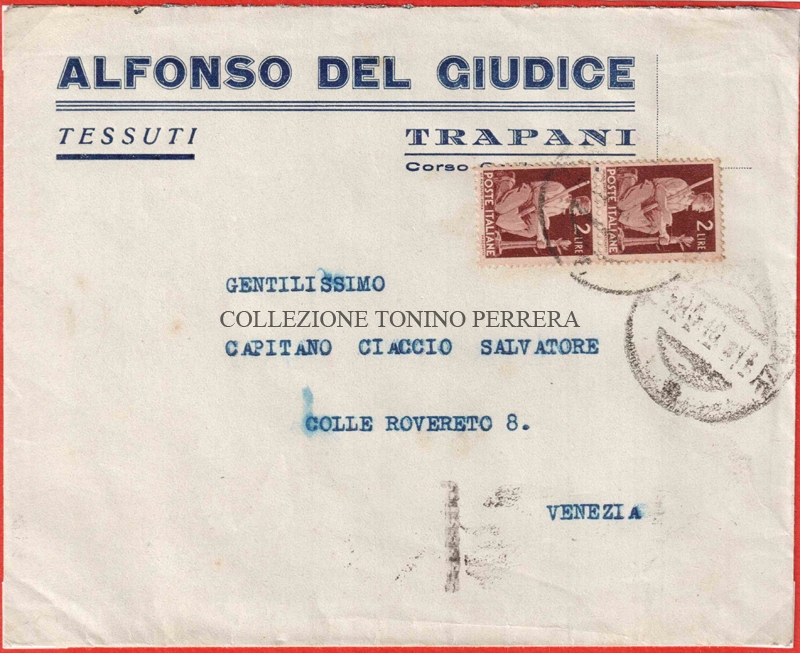 ALFONSO DEL GIUDICE
TESSUTI
TRAPANI
Corso
POSTE ITALIANE
2 LIRE
POSTE ITALIANE
2 LIRE
GENTILISSIMO
COLLEZIONE TONINO PERRERA
CAPITANO CIACCIO SALVATORE
COLLE ROVERETO 8.
VENEZIA